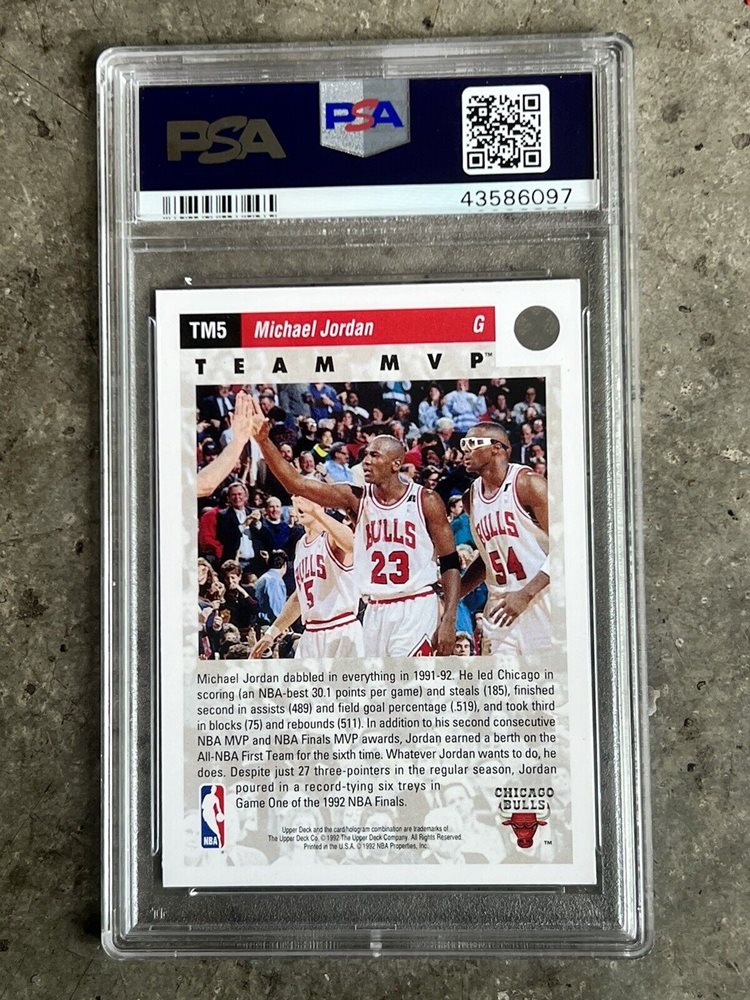 PSA PSA
43586097
TM5 Michael Jordan G
TEAM MVP™
BULLS
5
BULLS
23
BULLS
54
Michael Jordan dabbled in everything in 1991-92. He led Chicago in
scoring (an NBA-best 30.1 points per game) and steals (185), finished
second in assists (489) and field goal percentage (.519), and took third
in blocks (75) and rebounds (511). In addition to his second consecutive
NBA MVP and NBA Finals MVP awards, Jordan earned a berth on the
All-NBA First Team for the sixth time. Whatever Jordan wants to do, he
does. Despite just 27 three-pointers in the regular season, Jordan
poured in a record-tying six treys in
Game One of the 1992 NBA Finals.
CHICAGO
BULLS
™
NBA
Upper Deck and the card/hologram combination are trademarks of
The Upper Deck Co. © 1992 The Upper Deck Company. All Rights Reserved.
Printed in the U.S.A. © 1992 NBA Properties, Inc.